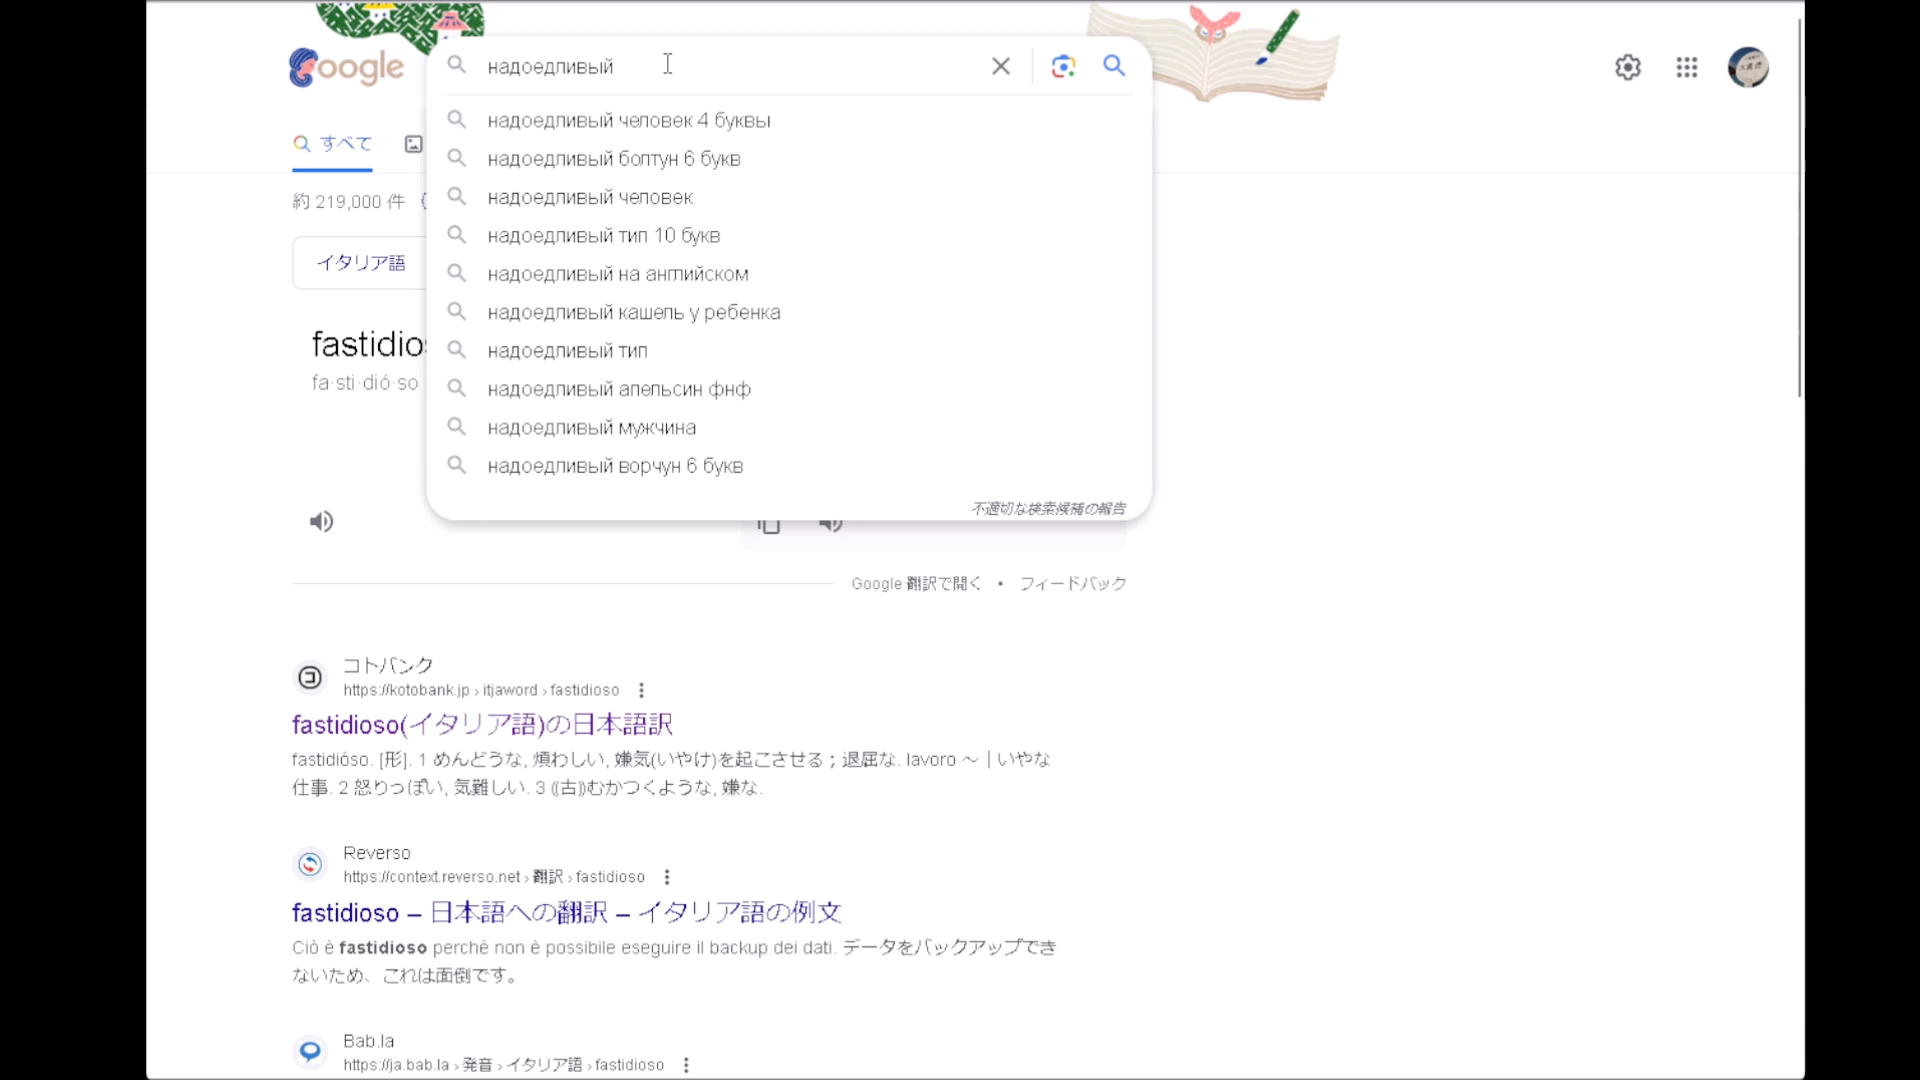 Google
надоедливый
надоедливый человек 4 буквы
надоедливый болтун 6 букв
надоедливый человек
надоедливый тип 10 букв
надоедливый на английском
надоедливый кашель у ребенка
надоедливый тип
надоедливый апельсин фнф
надоедливый мужчина
надоедливый ворчун 6 букв
不適切な検索候補の報告
すべて
約 219,000 件
イタリア語
fastidios
fa·sti·dió·so
Google 翻訳で開く • フィードバック
コトバンク
https://kotobank.jp › itjaword › fastidioso
fastidioso(イタリア語)の日本語訳
fastidióso. [形]. 1 めんどうな, 煩わしい, 嫌気(いやけ)を起こさせる；退屈な. lavoro ～｜いやな
仕事. 2 怒りっぽい, 気難しい. 3 ((古))むかつくような, 嫌な.
Reverso
https://context.reverso.net › 翻訳 › fastidioso
fastidioso – 日本語への翻訳 – イタリア語の例文
Ciò è fastidioso perché non è possibile eseguire il backup dei dati. データをバックアップでき
ないため、これは面倒です。
Bab.la
https://ja.bab.la › 発音 › イタリア語 › fastidioso